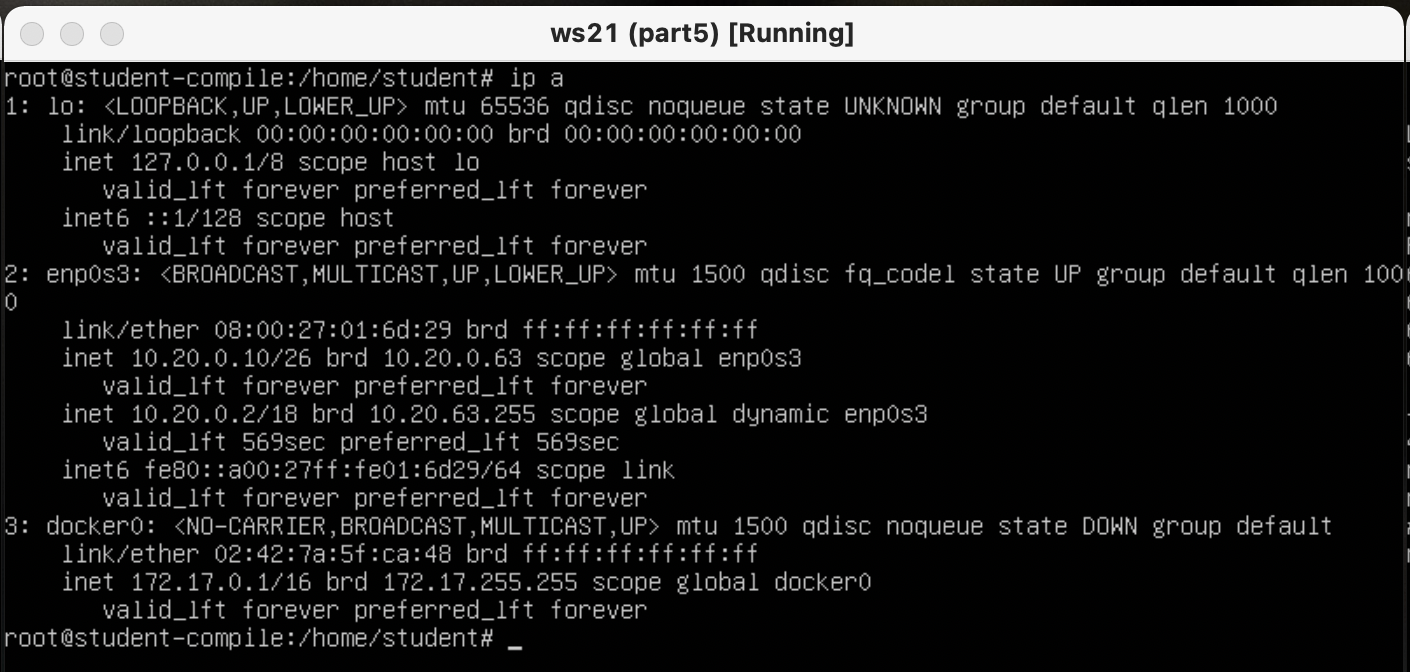 ws21 (part5) [Running]
root@student-compile:/home/student# ip a
1: lo: <LOOPBACK,UP,LOWER_UP> mtu 65536 qdisc noqueue state UNKNOWN group default qlen 1000
    link/loopback 00:00:00:00:00:00 brd 00:00:00:00:00:00
    inet 127.0.0.1/8 scope host lo
       valid_lft forever preferred_lft forever
    inet6 ::1/128 scope host
       valid_lft forever preferred_lft forever
2: enp0s3: <BROADCAST,MULTICAST,UP,LOWER_UP> mtu 1500 qdisc fq_codel state UP group default qlen 100
0
    link/ether 08:00:27:01:6d:29 brd ff:ff:ff:ff:ff:ff
    inet 10.20.0.10/26 brd 10.20.0.63 scope global enp0s3
       valid_lft forever preferred_lft forever
    inet 10.20.0.2/18 brd 10.20.63.255 scope global dynamic enp0s3
       valid_lft 569sec preferred_lft 569sec
    inet6 fe80::a00:27ff:fe01:6d29/64 scope link
       valid_lft forever preferred_lft forever
3: docker0: <NO-CARRIER,BROADCAST,MULTICAST,UP> mtu 1500 qdisc noqueue state DOWN group default
    link/ether 02:42:7a:5f:ca:48 brd ff:ff:ff:ff:ff:ff
    inet 172.17.0.1/16 brd 172.17.255.255 scope global docker0
       valid_lft forever preferred_lft forever
root@student-compile:/home/student# _